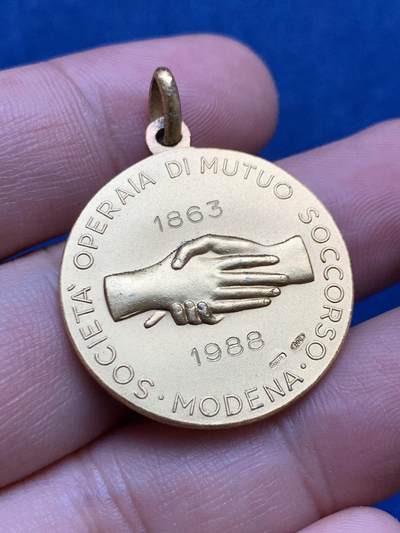 SOCIETÀ OPERAIA DI MUTUO SOCCORSO · MODENA ·
1863
1988